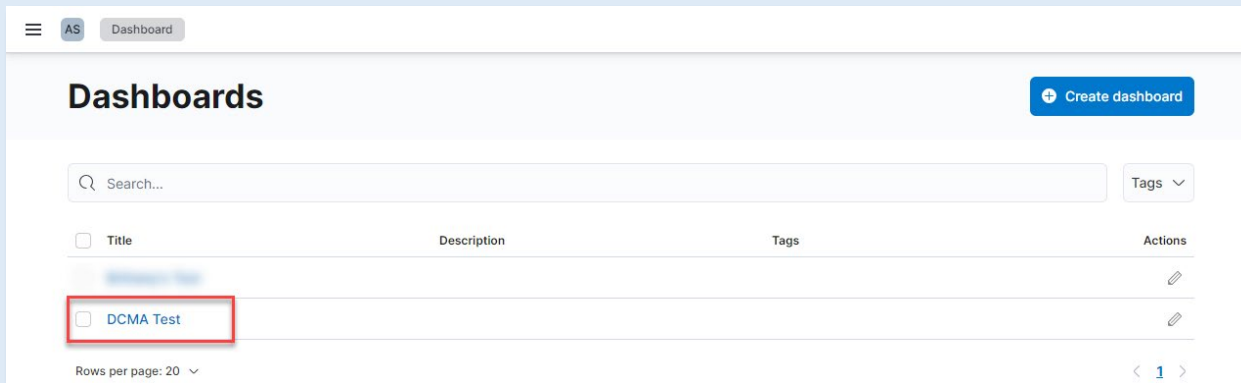 AS Dashboard
Dashboards
Create dashboard
Search...
Tags
Title Description Tags Actions
DCMA Test
Rows per page: 20
1